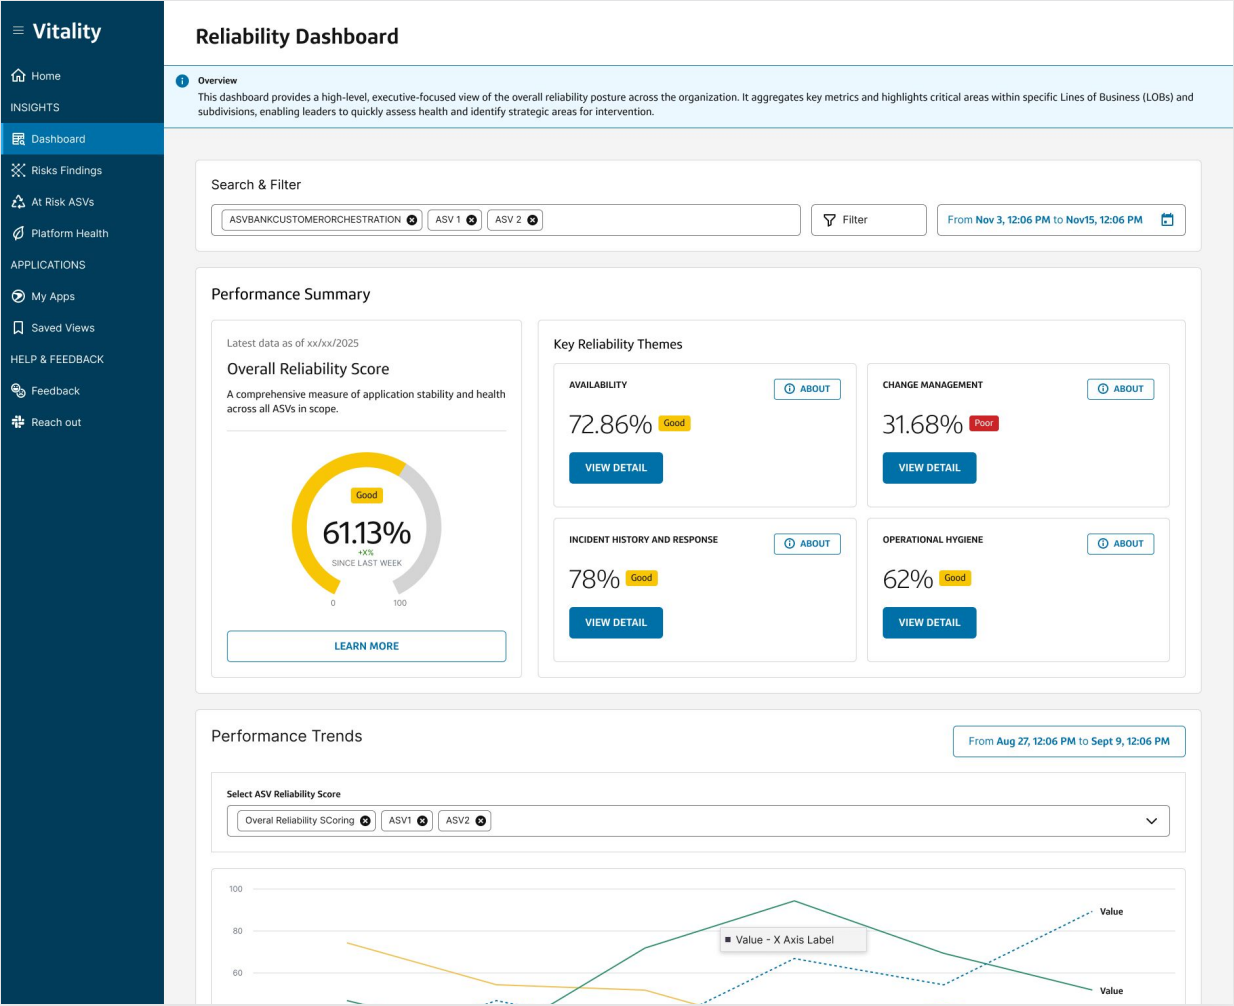 Vitality
Home
INSIGHTS
Dashboard
Risks Findings
At Risk ASVs
Platform Health
APPLICATIONS
My Apps
Saved Views
HELP & FEEDBACK
Feedback
Reach out
Reliability Dashboard
Overview
This dashboard provides a high-level, executive-focused view of the overall reliability posture across the organization. It aggregates key metrics and highlights critical areas within specific Lines of Business (LOBs) and
subdivisions, enabling leaders to quickly assess health and identify strategic areas for intervention.
Search & Filter
ASVBANKCUSTOMERORCHESTRATION ASV 1 ASV 2
Filter
From Nov 3, 12:06 PM to Nov15, 12:06 PM
Performance Summary
Latest data as of xx/xx/2025
Overall Reliability Score
A comprehensive measure of application stability and health
across all ASVs in scope.
Good
61.13%
+X%
SINCE LAST WEEK
0 100
LEARN MORE
Key Reliability Themes
AVAILABILITY
ABOUT
72.86% Good
VIEW DETAIL
CHANGE MANAGEMENT
ABOUT
31.68% Poor
VIEW DETAIL
INCIDENT HISTORY AND RESPONSE
ABOUT
78% Good
VIEW DETAIL
OPERATIONAL HYGIENE
ABOUT
62% Good
VIEW DETAIL
Performance Trends
From Aug 27, 12:06 PM to Sept 9, 12:06 PM
Select ASV Reliability Score
Overal Reliability SCoring ASV1 ASV2
100
80
60
Value
Value - X Axis Label
Value